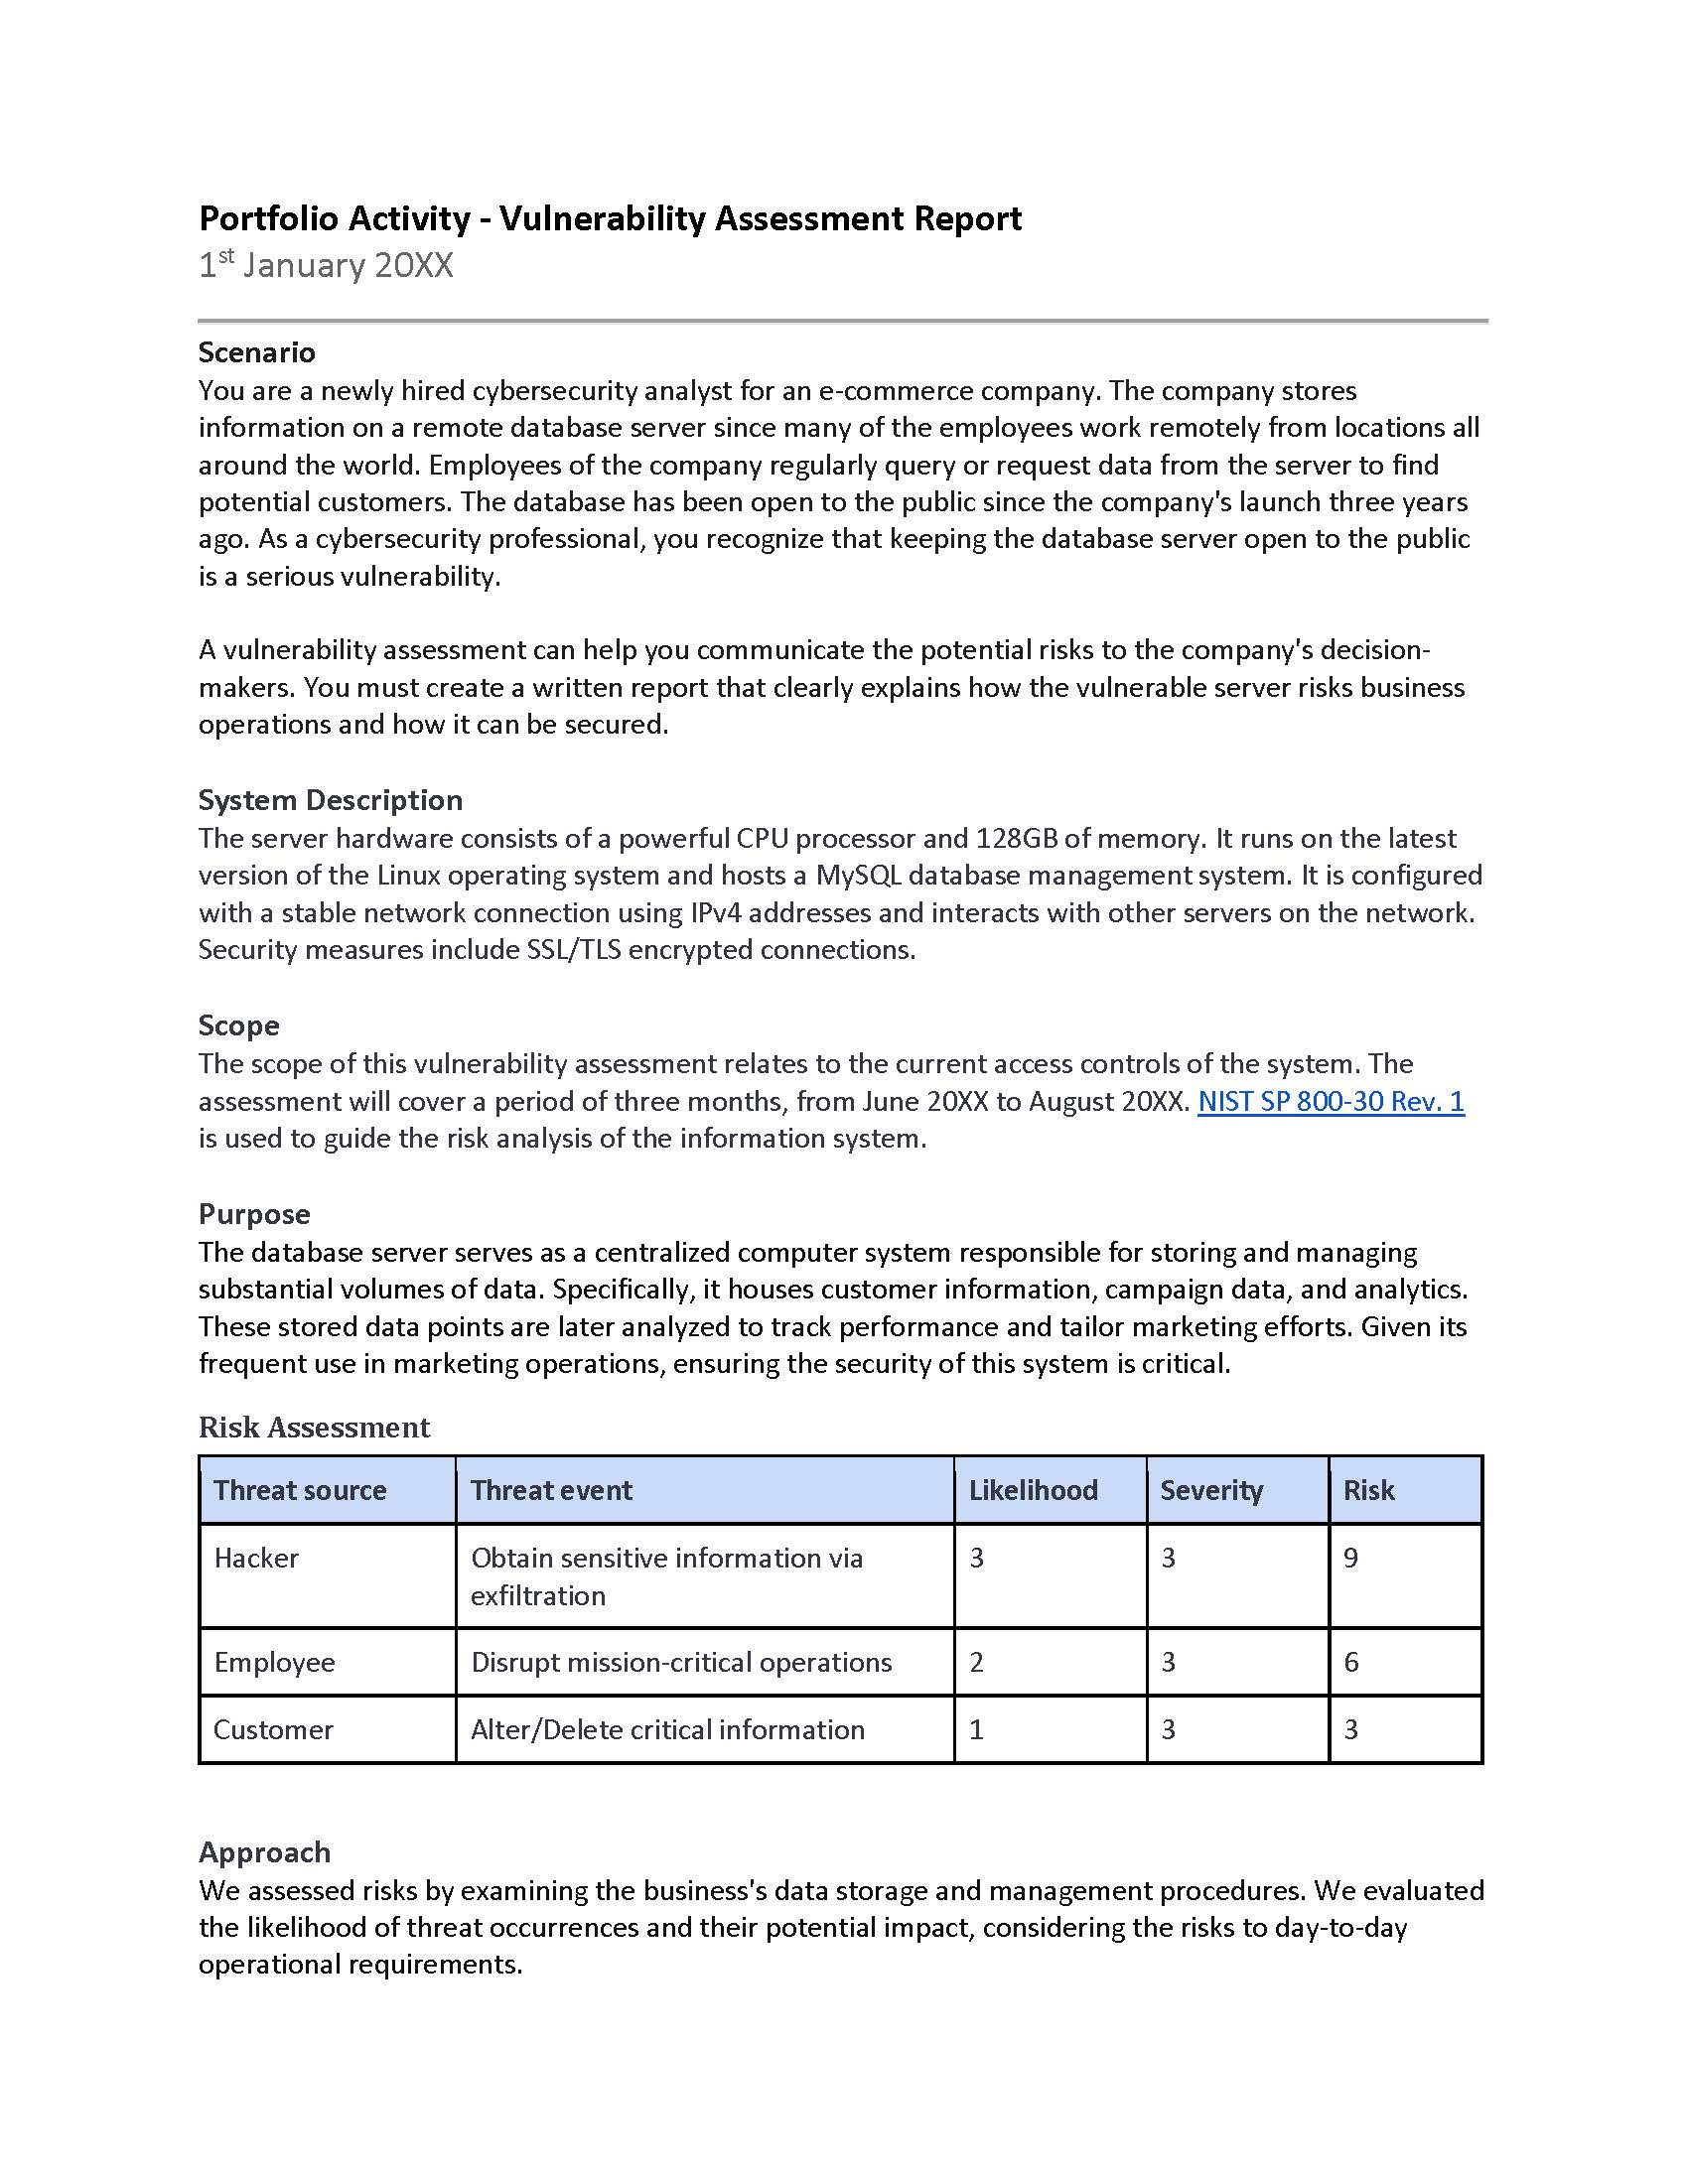 Portfolio Activity - Vulnerability Assessment Report
1st January 20XX
Scenario
You are a newly hired cybersecurity analyst for an e-commerce company. The company stores
information on a remote database server since many of the employees work remotely from locations all
around the world. Employees of the company regularly query or request data from the server to find
potential customers. The database has been open to the public since the company's launch three years
ago. As a cybersecurity professional, you recognize that keeping the database server open to the public
is a serious vulnerability.
A vulnerability assessment can help you communicate the potential risks to the company's decision-
makers. You must create a written report that clearly explains how the vulnerable server risks business
operations and how it can be secured.
System Description
The server hardware consists of a powerful CPU processor and 128GB of memory. It runs on the latest
version of the Linux operating system and hosts a MySQL database management system. It is configured
with a stable network connection using IPv4 addresses and interacts with other servers on the network.
Security measures include SSL/TLS encrypted connections.
Scope
The scope of this vulnerability assessment relates to the current access controls of the system. The
assessment will cover a period of three months, from June 20XX to August 20XX. NIST SP 800-30 Rev. 1
is used to guide the risk analysis of the information system.
Purpose
The database server serves as a centralized computer system responsible for storing and managing
substantial volumes of data. Specifically, it houses customer information, campaign data, and analytics.
These stored data points are later analyzed to track performance and tailor marketing efforts. Given its
frequent use in marketing operations, ensuring the security of this system is critical.
Risk Assessment
Threat source Threat event Likelihood Severity Risk
Hacker Obtain sensitive information via 3 3 9
exfiltration
Employee Disrupt mission-critical operations 2 3 6
Customer Alter/Delete critical information 1 3 3
Approach
We assessed risks by examining the business's data storage and management procedures. We evaluated
the likelihood of threat occurrences and their potential impact, considering the risks to day-to-day
operational requirements.